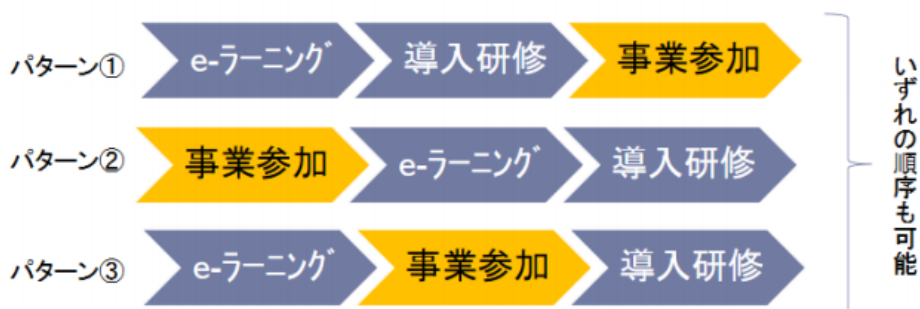 パターン① e-ラーニング 導入研修 事業参加
パターン② 事業参加 e-ラーニング 導入研修
パターン③ e-ラーニング 事業参加 導入研修
いずれの順序も可能